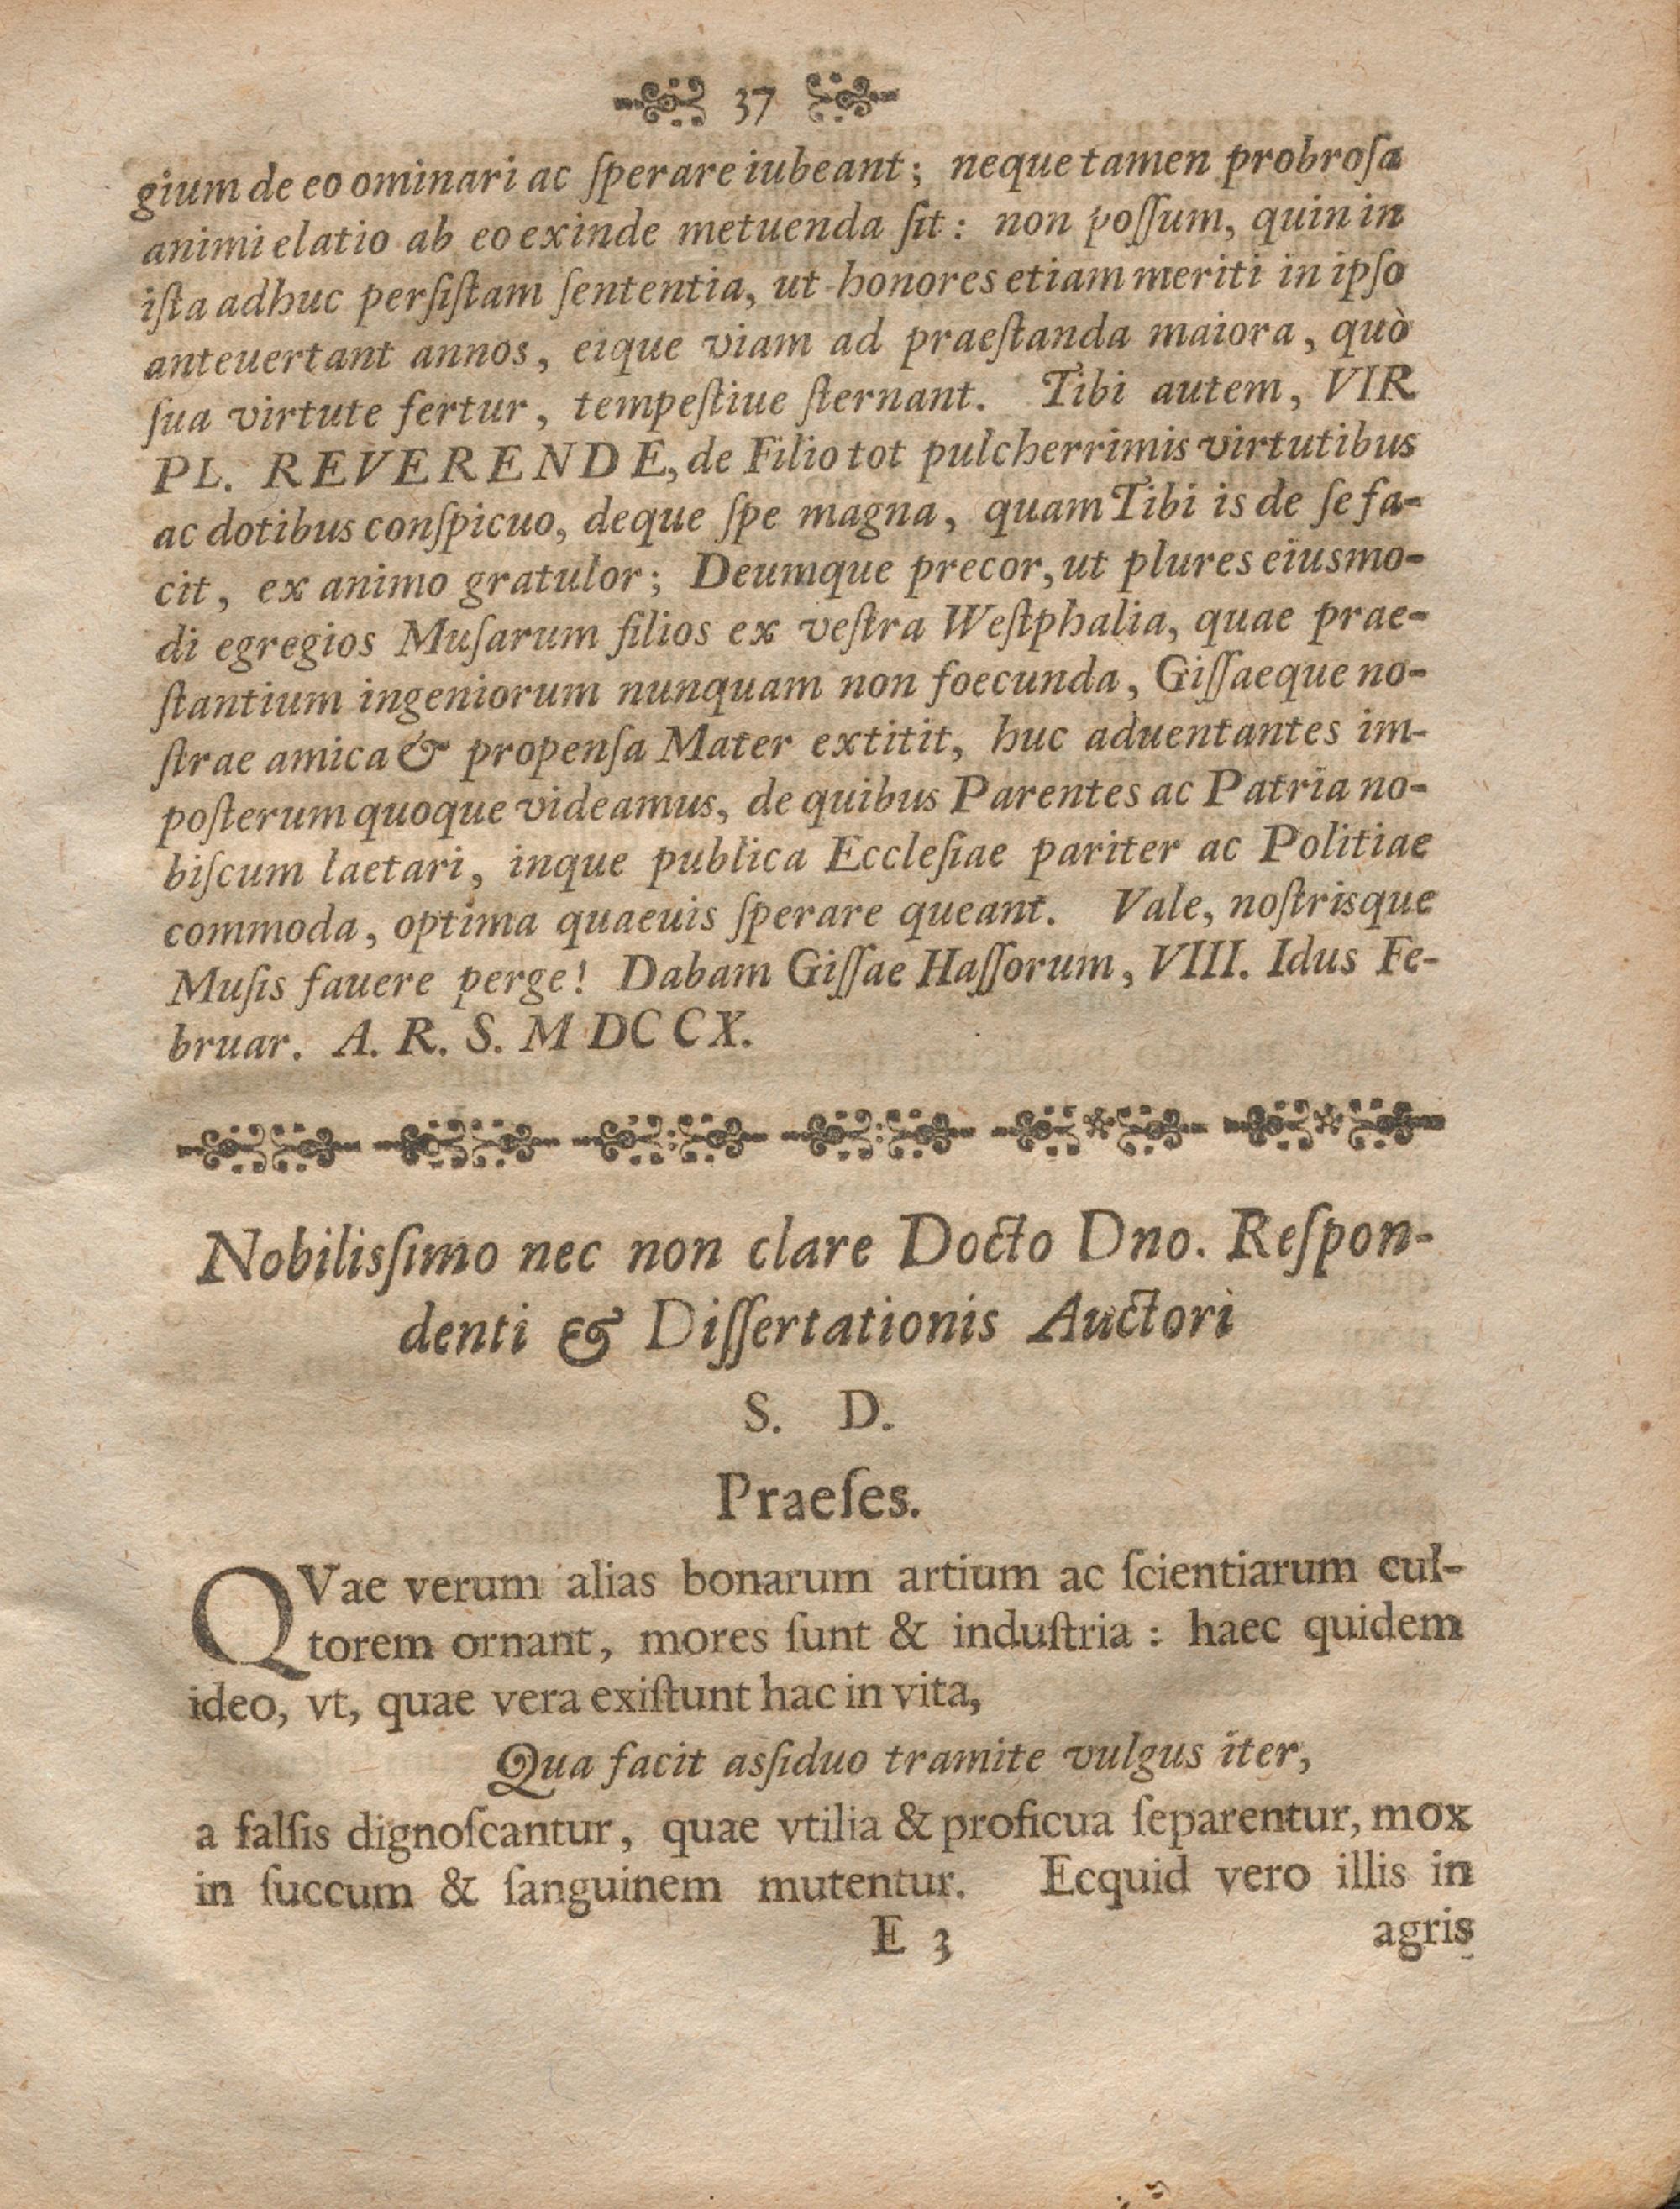 37
gium de eo ominari ac ſperare iubeant; neque tamen probroſa
animi elatio ab eo exinde metuenda ſit: non poſſum, quin in
iſta adhuc perſiſtam ſententia, ut honores etiam meriti in ipſo
anteuertant annos, eique viam ad praeſtanda maiora, quò
ſua virtute fertur, tempeſtiue ſternant. Tibi autem, VIR
PL. REVERENDE, de Filio tot pulcherrimis virtutibus
ac dotibus conſpicuo, deque ſpe magna, quam Tibi is de ſe fa-
cit, ex animo gratulor; Deumque precor, ut plures eiusmo-
di egregios Muſarum filios ex veſtra Weſtphalia, quae prae-
ſtantium ingeniorum nunquam non foecunda, Giſſaeque no-
ſtrae amica & propenſa Mater extitit, huc aduentantes im-
poſterum quoque videamus, de quibus Parentes ac Patria no-
biſcum laetari, inque publica Eccleſiae pariter ac Politiae
commoda, optima quaeuis ſperare queant. Vale, noſtrisque
Muſis fauere perge! Dabam Giſſae Haſſorum, VIII. Idus Fe-
bruar. A. R. S. MDCCX.
Nobilisſimo nec non clare Docto Dno. Reſpon-
denti & Diſſertationis Auctori
S. D.
Praeſes.
QVae verum alias bonarum artium ac ſcientiarum cul-
torem ornant, mores ſunt & induſtria: haec quidem
ideo, vt, quae vera exiſtunt hac in vita,
Qua facit asſiduo tramite vulgus iter,
a falſis dignoſcantur, quae vtilia & proficua ſeparentur, mox
in ſuccum & ſanguinem mutentur. Ecquid vero illis in
E 3 agris